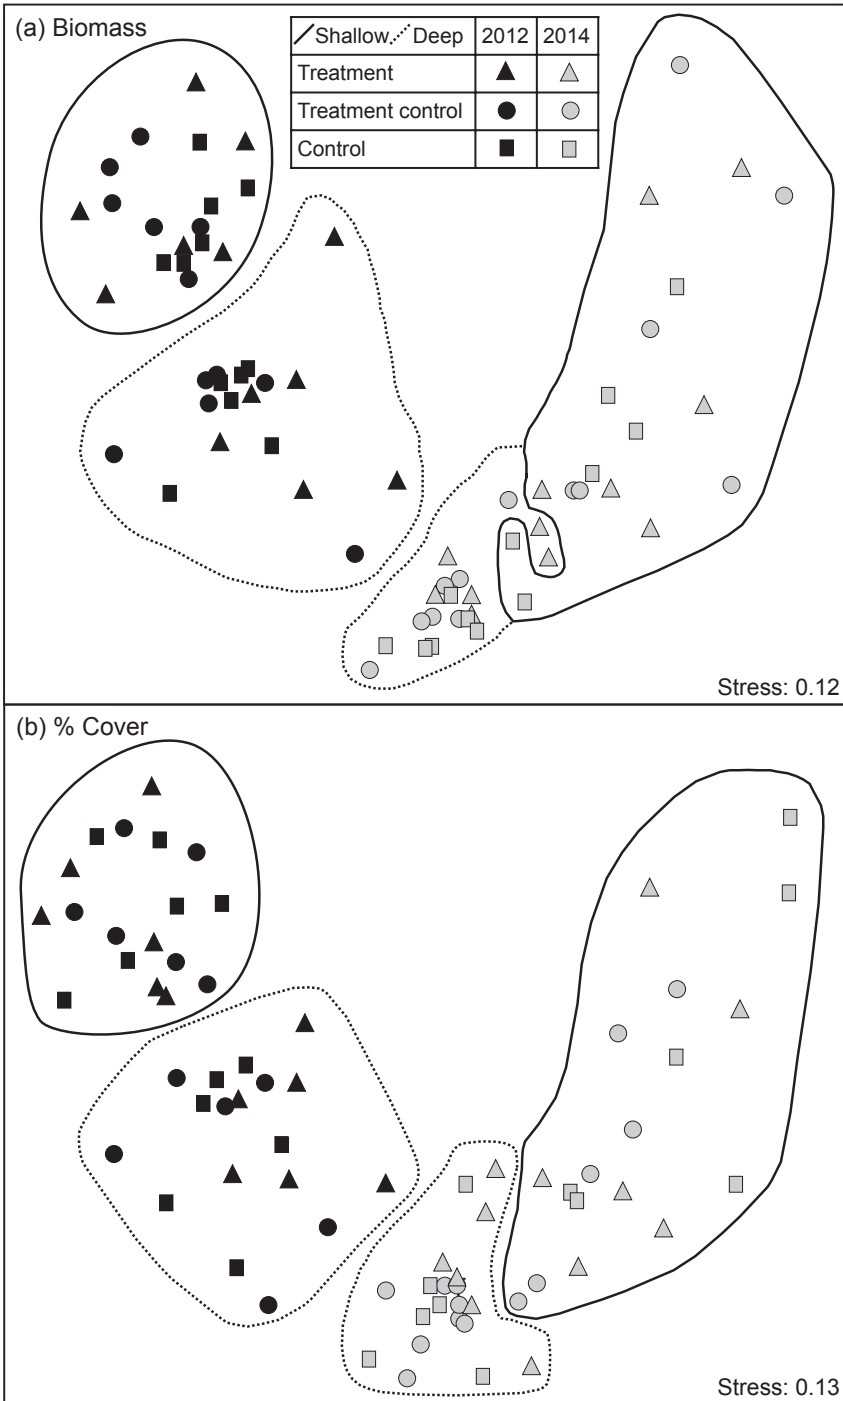 (a) Biomass
Shallow Deep 2012 2014
Treatment
Treatment control
Control
Stress: 0.12
(b) % Cover
Stress: 0.13